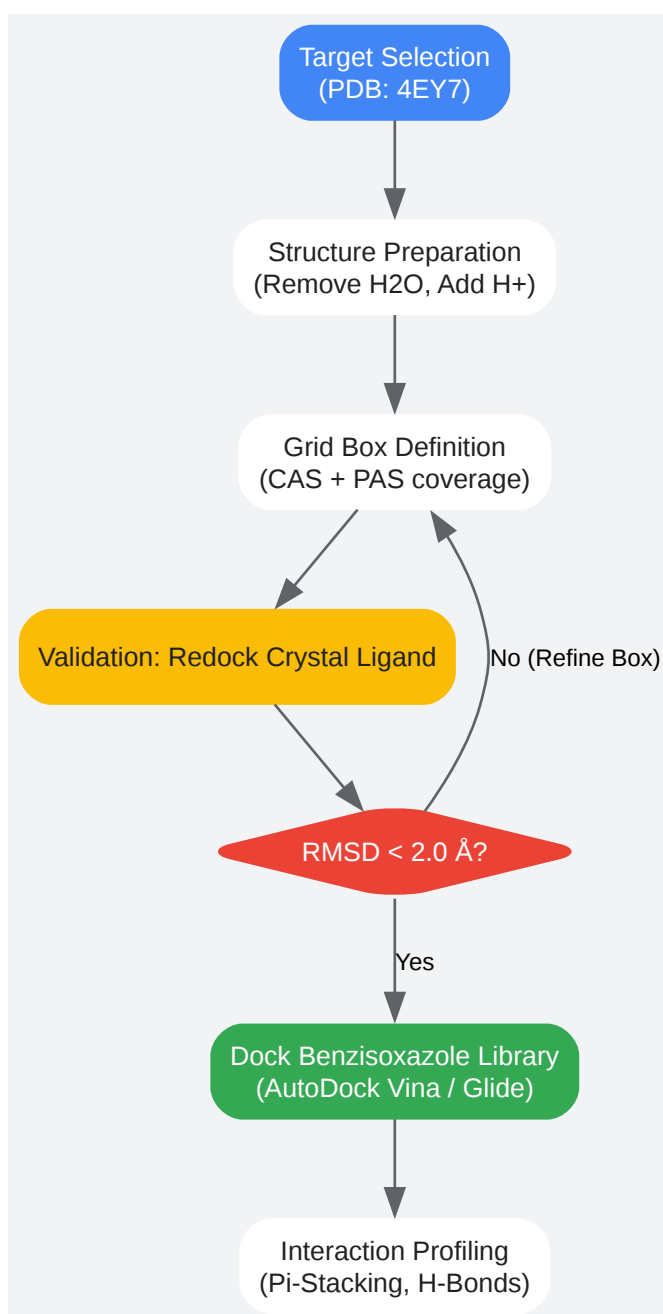 Target Selection
(PDB: 4EY7)
Structure Preparation
(Remove H2O, Add H+)
Grid Box Definition
(CAS + PAS coverage)
Validation: Redock Crystal Ligand
No (Refine Box)
RMSD < 2.0 Å?
Yes
Dock Benzisoxazole Library
(AutoDock Vina / Glide)
Interaction Profiling
(Pi-Stacking, H-Bonds)